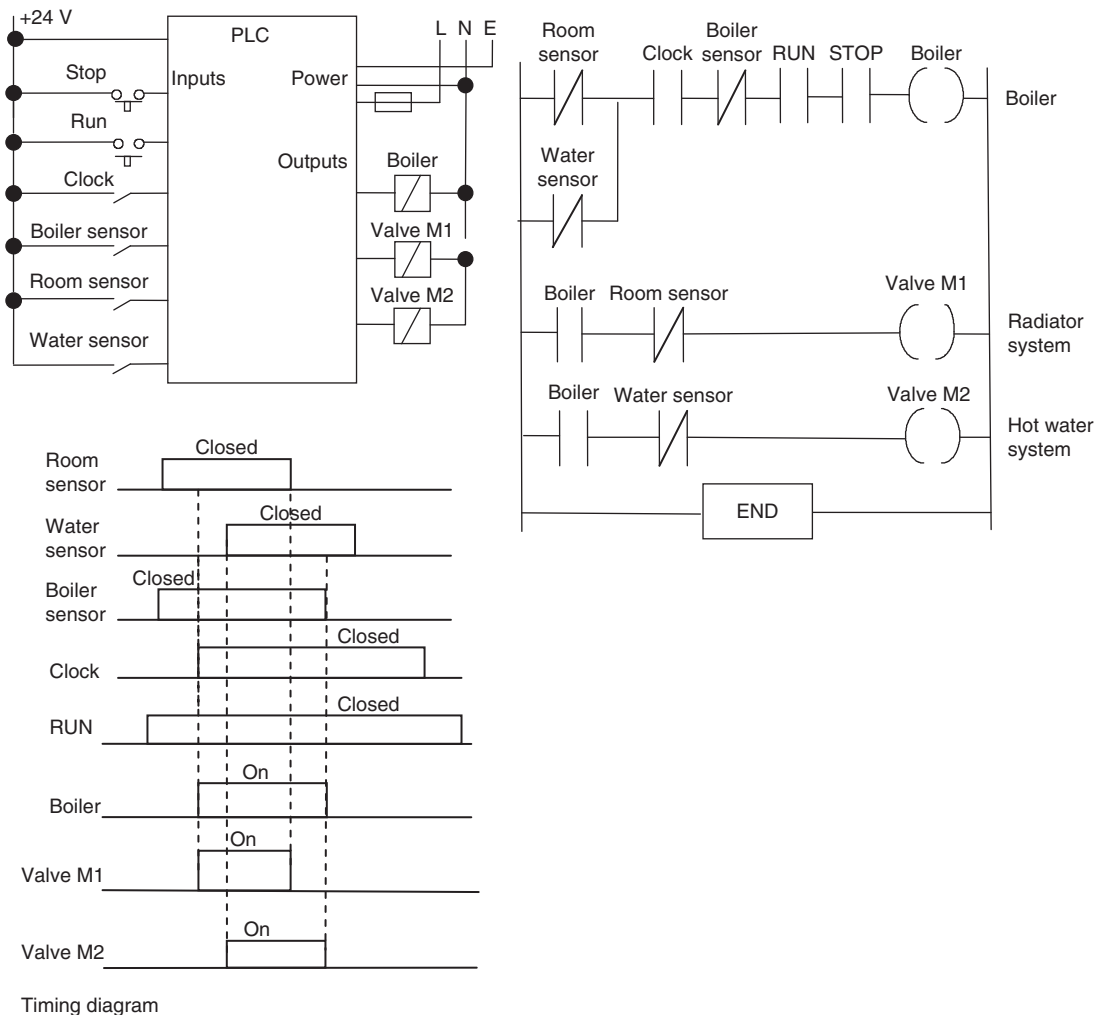 +24 V
PLC
L N E
Stop
Inputs
Power
Run
Outputs
Boiler
Clock
Valve M1
Boiler sensor
Room sensor
Valve M2
Water sensor
Room
sensor
Clock
Boiler
sensor
RUN
STOP
Boiler
Boiler
Water
sensor
Boiler
Room sensor
Valve M1
Radiator
system
Boiler
Water sensor
Valve M2
Hot water
system
END
Room
sensor
Closed
Water
sensor
Closed
Boiler
sensor
Closed
Clock
Closed
RUN
Closed
Boiler
On
Valve M1
On
Valve M2
On
Timing diagram